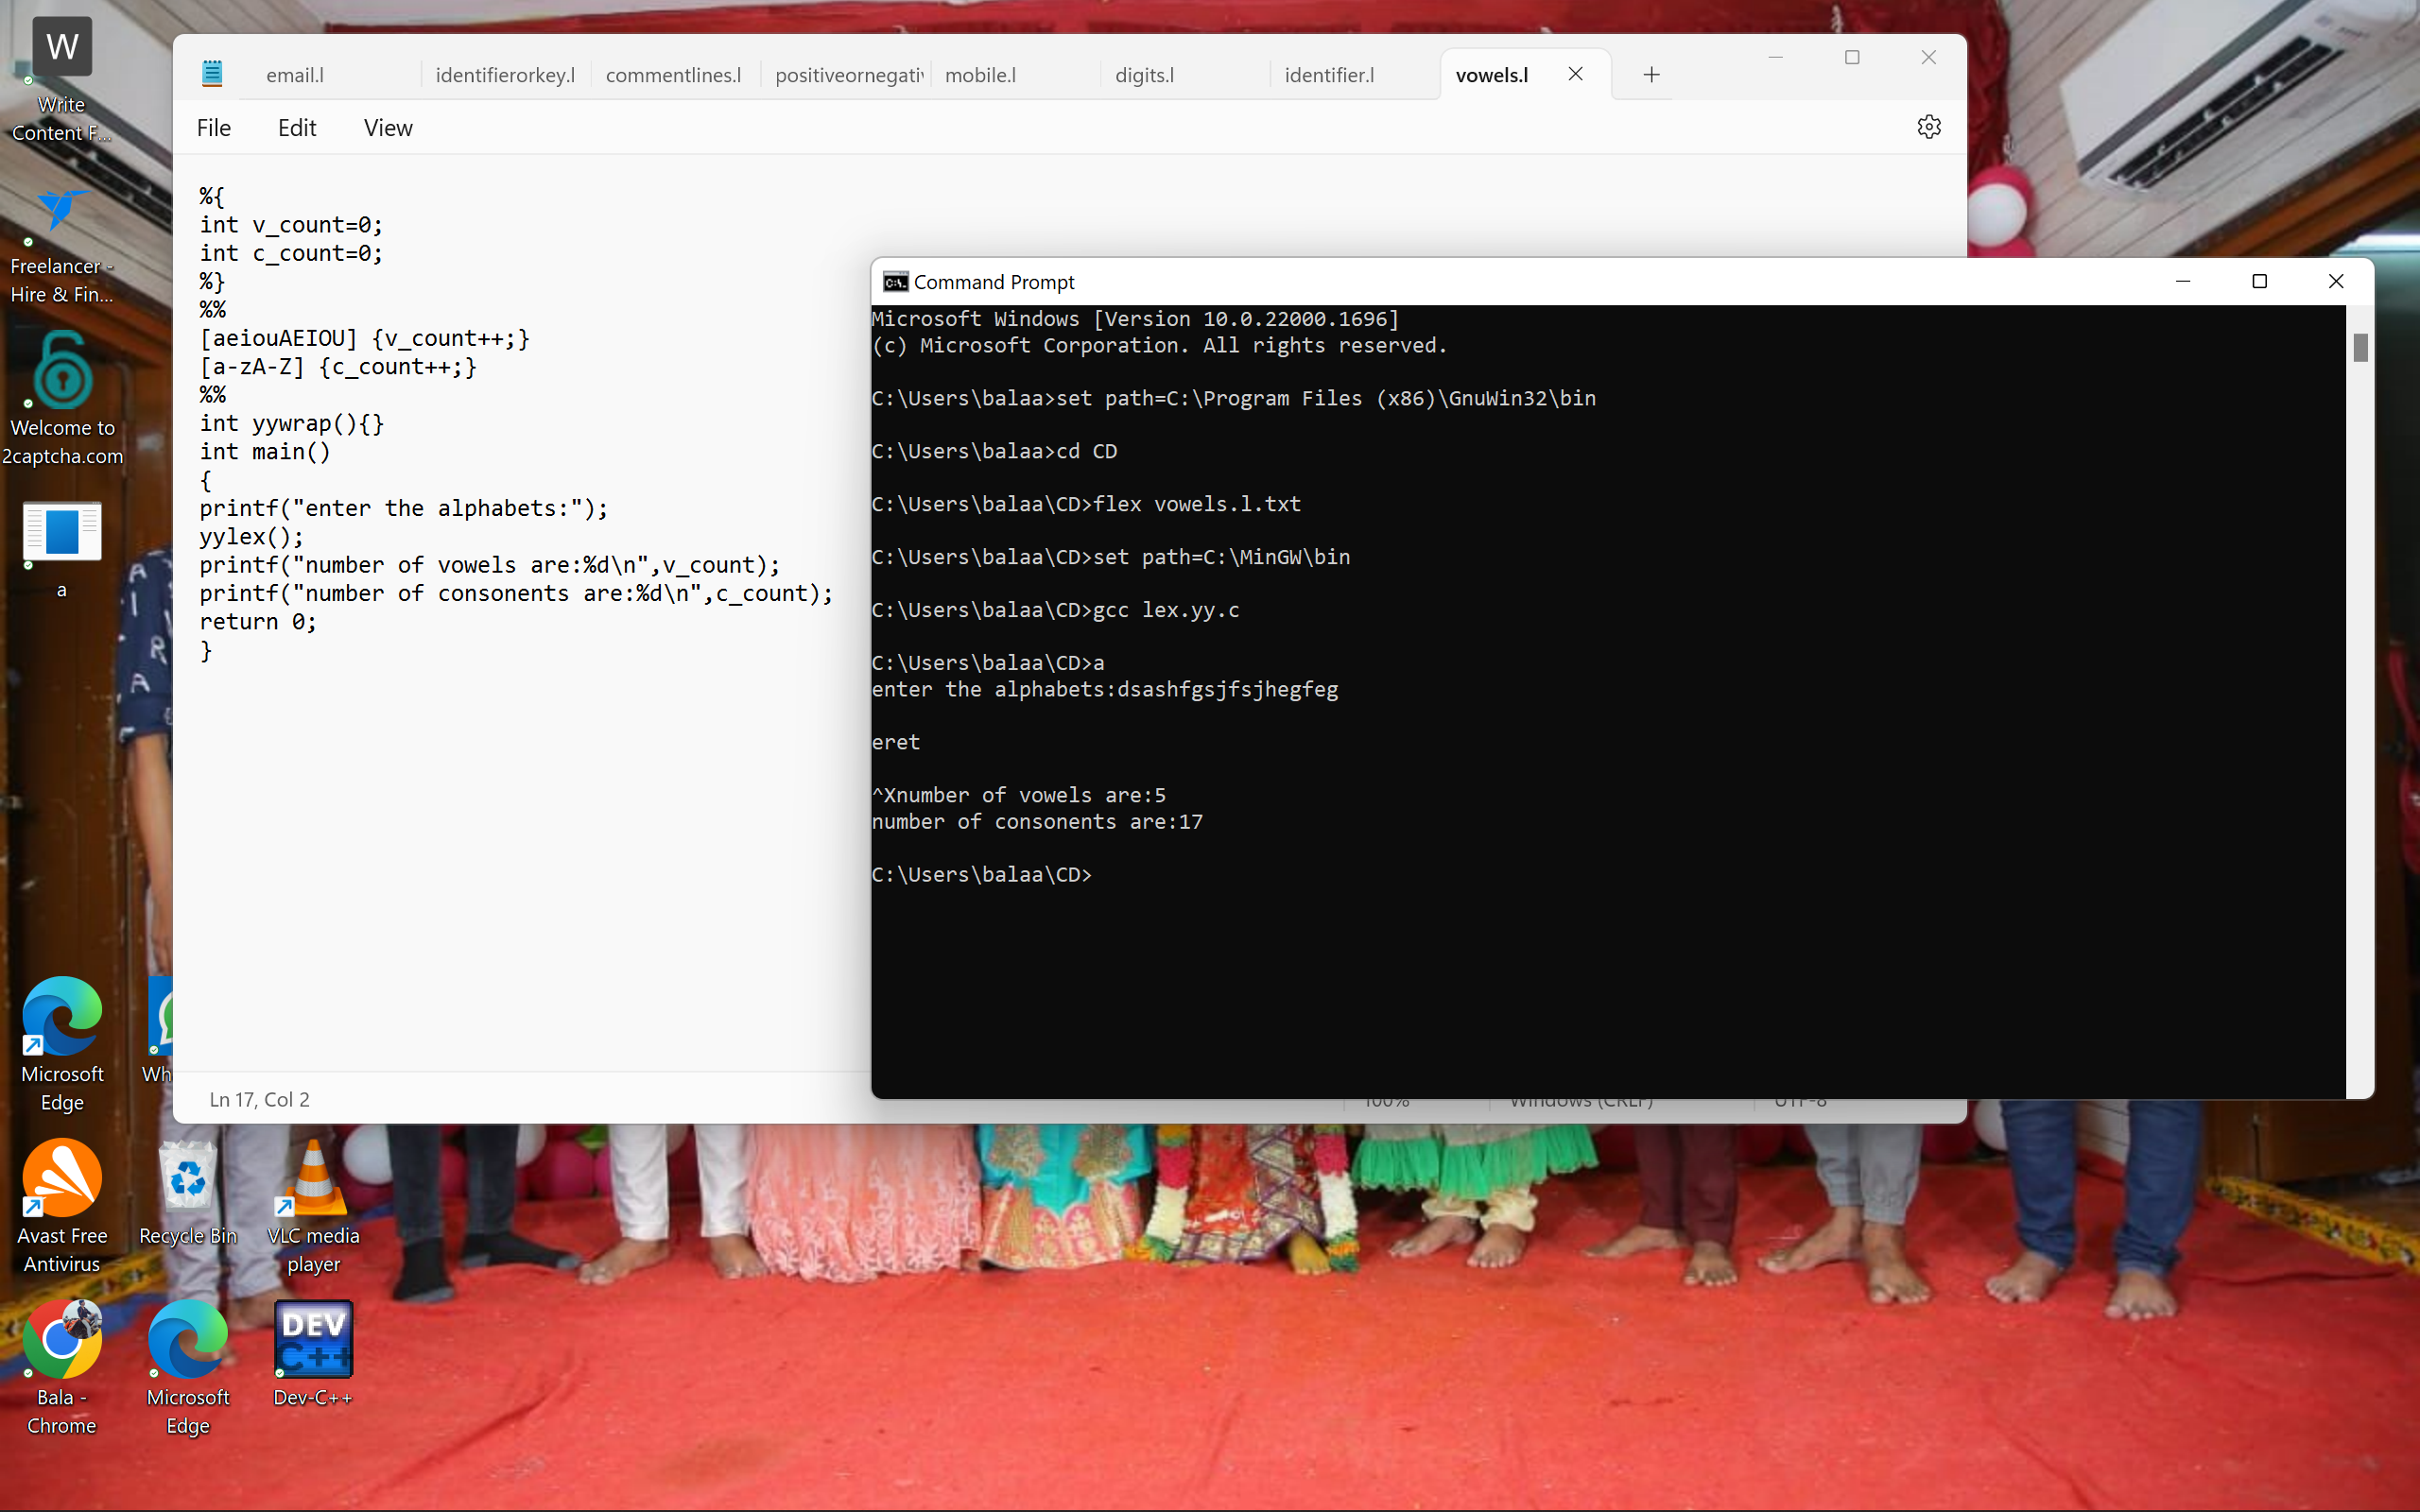 W
Write
Content F...
Freelancer -
Hire & Fin...
Welcome to
2captcha.com
a
Microsoft
Edge
Avast Free
Antivirus
Recycle Bin
VLC media
player
Bala -
Chrome
Microsoft
Edge
DEV
C++
Dev-C++
email.l
identifierorkey.l
commentlines.l
positiveornegativ
mobile.l
digits.l
identifier.l
vowels.l
File
Edit
View
%{
int v_count=0;
int c_count=0;
%}
%%
[aeiouAEIOU] {v_count++;}
[a-zA-Z] {c_count++;}
%%
int yywrap(){}
int main()
{
printf("enter the alphabets:");
yylex();
printf("number of vowels are:%d\n",v_count);
printf("number of consonents are:%d\n",c_count);
return 0;
}
Ln 17, Col 2
100%
Windows (CRLF)
UTF-8
Command Prompt
Microsoft Windows [Version 10.0.22000.1696]
(c) Microsoft Corporation. All rights reserved.
C:\Users\balaa>set path=C:\Program Files (x86)\GnuWin32\bin
C:\Users\balaa>cd CD
C:\Users\balaa\CD>flex vowels.l.txt
C:\Users\balaa\CD>set path=C:\MinGW\bin
C:\Users\balaa\CD>gcc lex.yy.c
C:\Users\balaa\CD>a
enter the alphabets:dsashfgsjfsjhegfeg
eret
^Xnumber of vowels are:5
number of consonents are:17
C:\Users\balaa\CD>